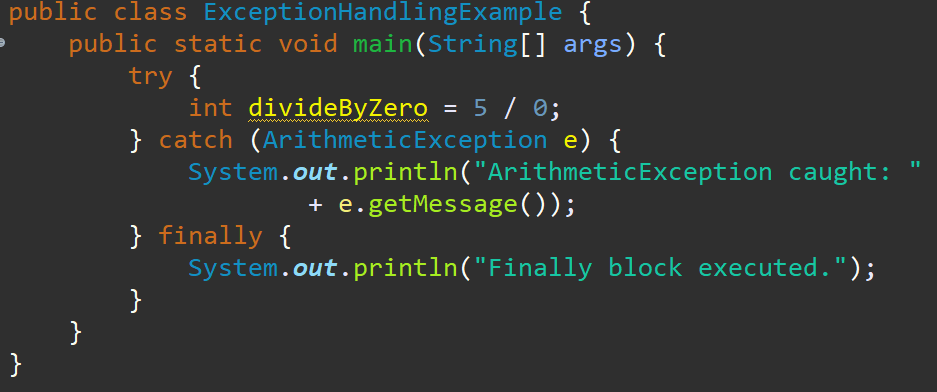 public class ExceptionHandlingExample {
    public static void main(String[] args) {
        try {
            int divideByZero = 5 / 0;
        } catch (ArithmeticException e) {
            System.out.println("ArithmeticException caught: "
                    + e.getMessage());
        } finally {
            System.out.println("Finally block executed.");
        }
    }
}